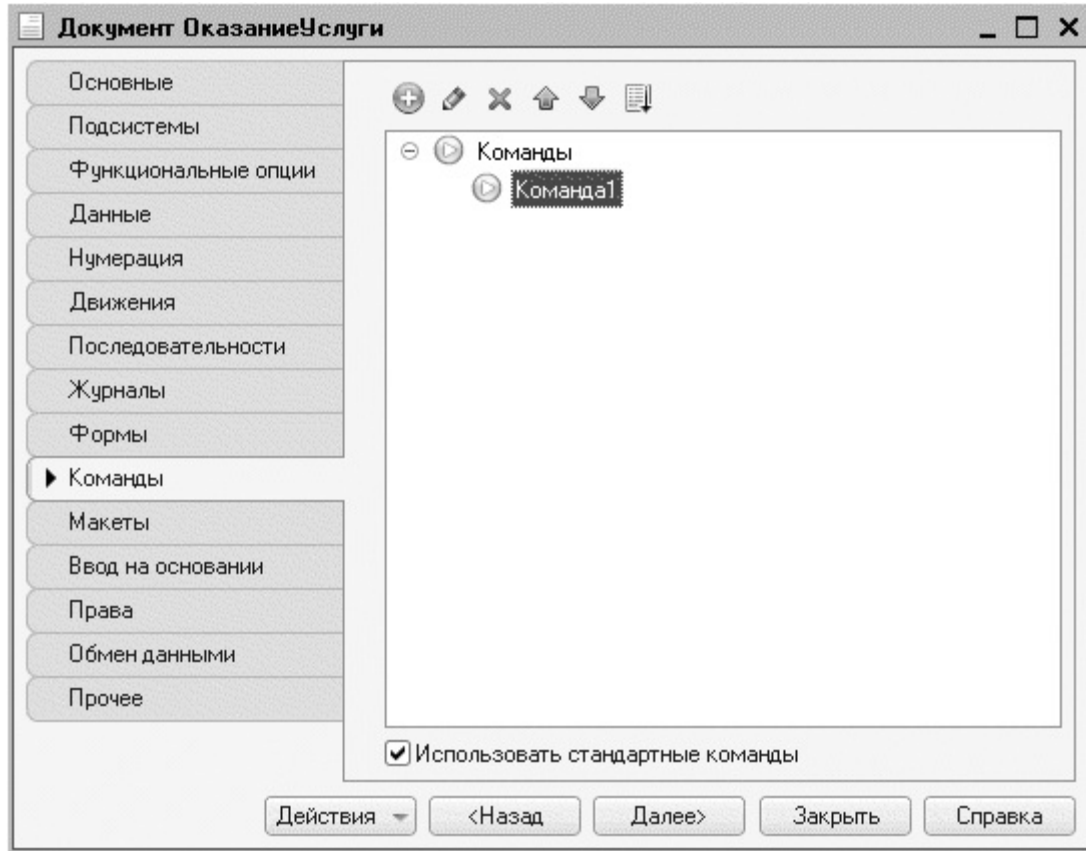 Документ ОказаниеУслуги
Основные
Подсистемы
Функциональные опции
Данные
Нумерация
Движения
Последовательности
Журналы
Формы
Команды
Макеты
Ввод на основании
Права
Обмен данными
Прочее
Команды
Команда1
Использовать стандартные команды
Действия
<Назад
Далее>
Закрыть
Справка